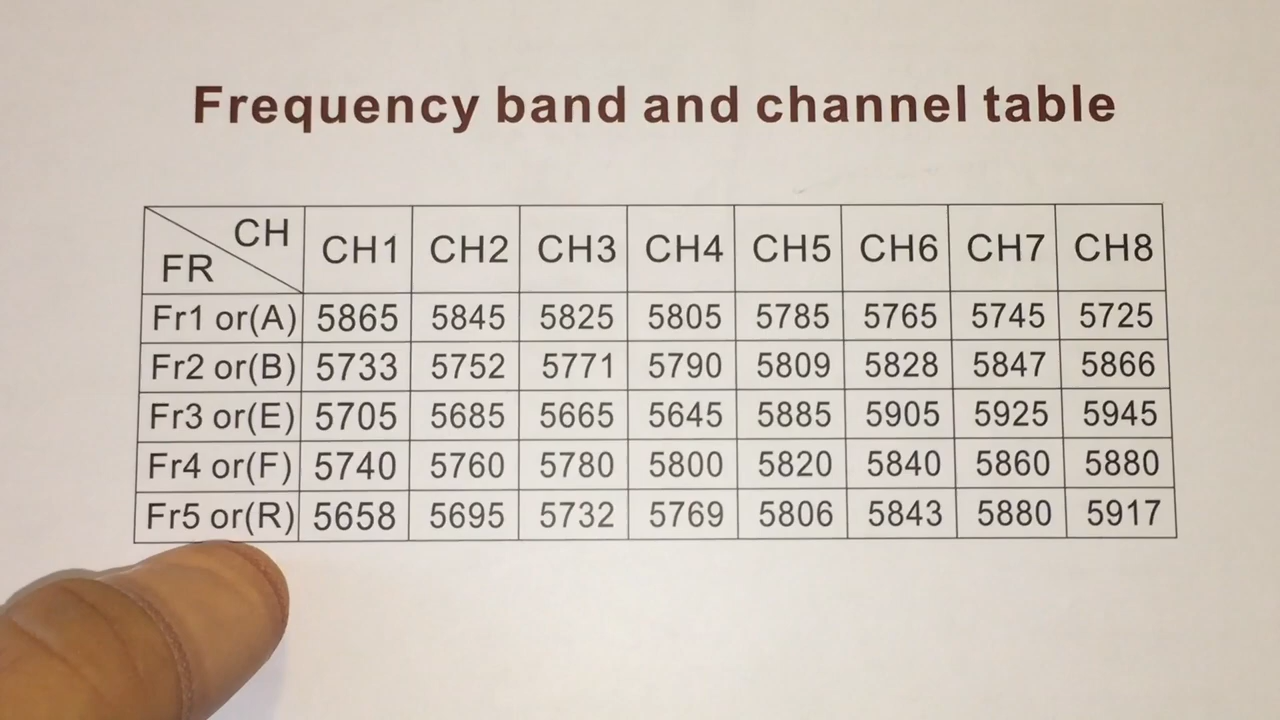 Frequency band and channel table
CH
FR
CH1 CH2 CH3 CH4 CH5 CH6 CH7 CH8
Fr1 or(A) 5865 5845 5825 5805 5785 5765 5745 5725
Fr2 or(B) 5733 5752 5771 5790 5809 5828 5847 5866
Fr3 or(E) 5705 5685 5665 5645 5885 5905 5925 5945
Fr4 or(F) 5740 5760 5780 5800 5820 5840 5860 5880
Fr5 or(R) 5658 5695 5732 5769 5806 5843 5880 5917